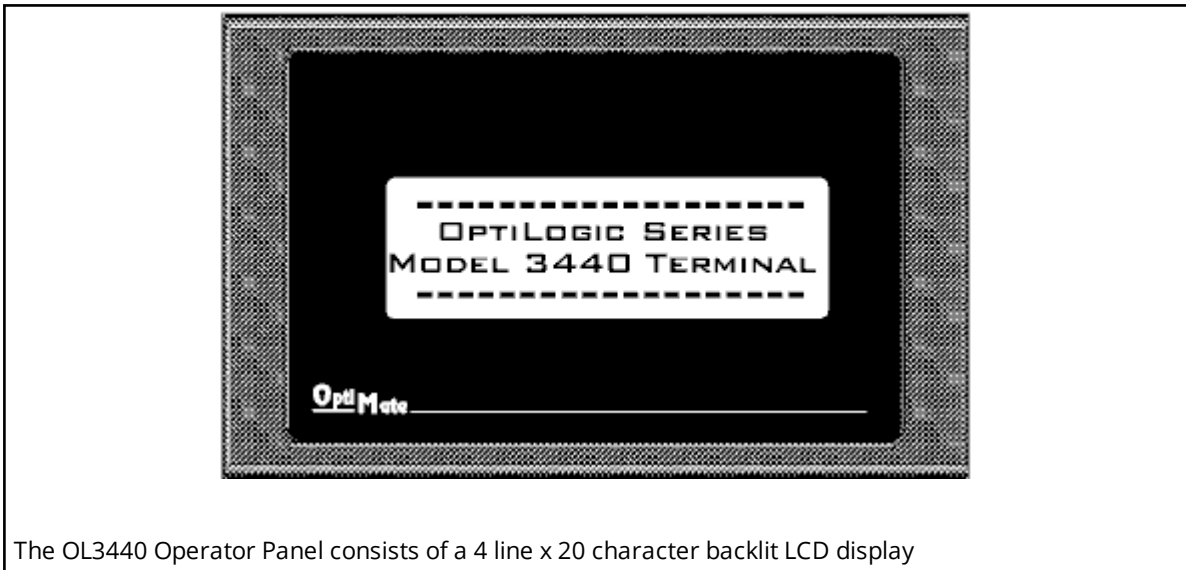 --------------------
OPTILOGIC SERIES
MODEL 3440 TERMINAL
--------------------
OptiMate
The OL3440 Operator Panel consists of a 4 line x 20 character backlit LCD display